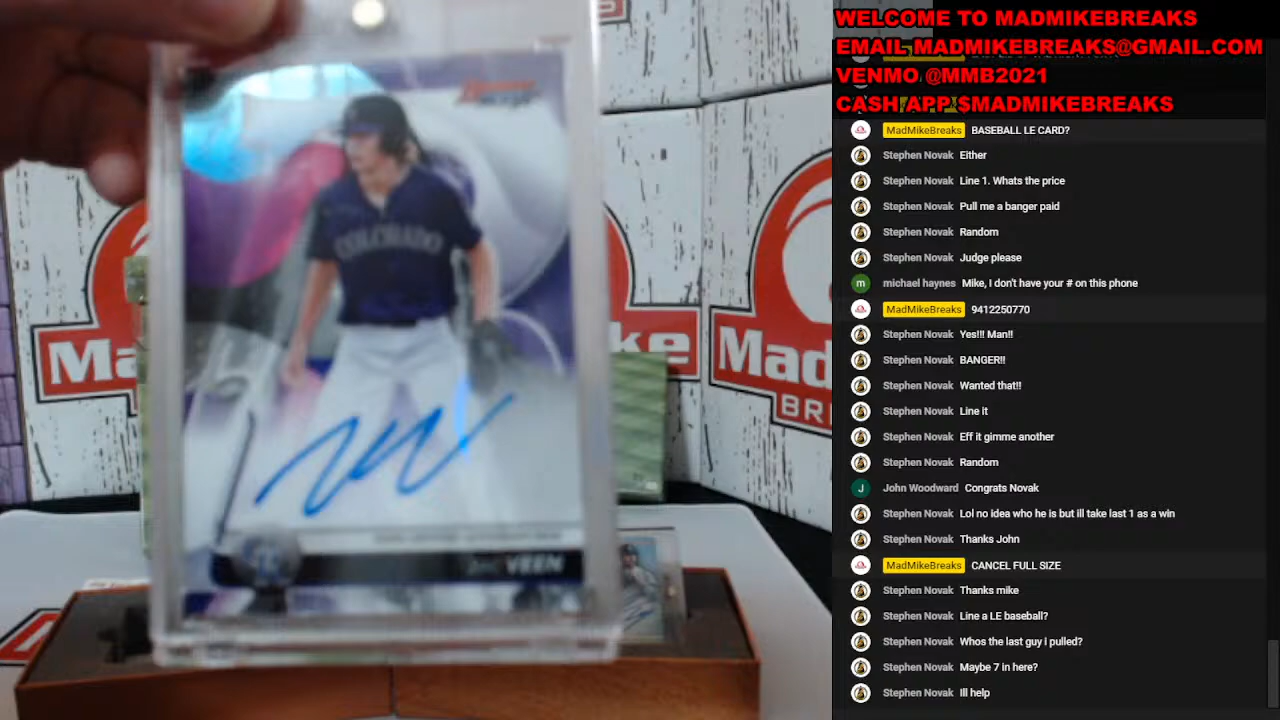 WELCOME TO MADMIKEBREAKS
EMAIL MADMIKEBREAKS@GMAIL.COM
VENMO @MMB2021
CASH APP $MADMIKEBREAKS
MadMikeBreaks BASEBALL LE CARD?
Stephen Novak Either
Stephen Novak Line 1. Whats the price
Stephen Novak Pull me a banger paid
Stephen Novak Random
Stephen Novak Judge please
m michael haynes Mike, I don't have your # on this phone
MadMikeBreaks 9412250770
Stephen Novak Yes!!! Man!!
Stephen Novak BANGER!!
Stephen Novak Wanted that!!
Stephen Novak Line it
Stephen Novak Eff it gimme another
Stephen Novak Random
J John Woodward Congrats Novak
Stephen Novak Lol no idea who he is but ill take last 1 as a win
Stephen Novak Thanks John
MadMikeBreaks CANCEL FULL SIZE
Stephen Novak Thanks mike
Stephen Novak Line a LE baseball?
Stephen Novak Whos the last guy i pulled?
Stephen Novak Maybe 7 in here?
Stephen Novak Ill help
COLORADO
VEEN
Ma
ke
Mad
BR